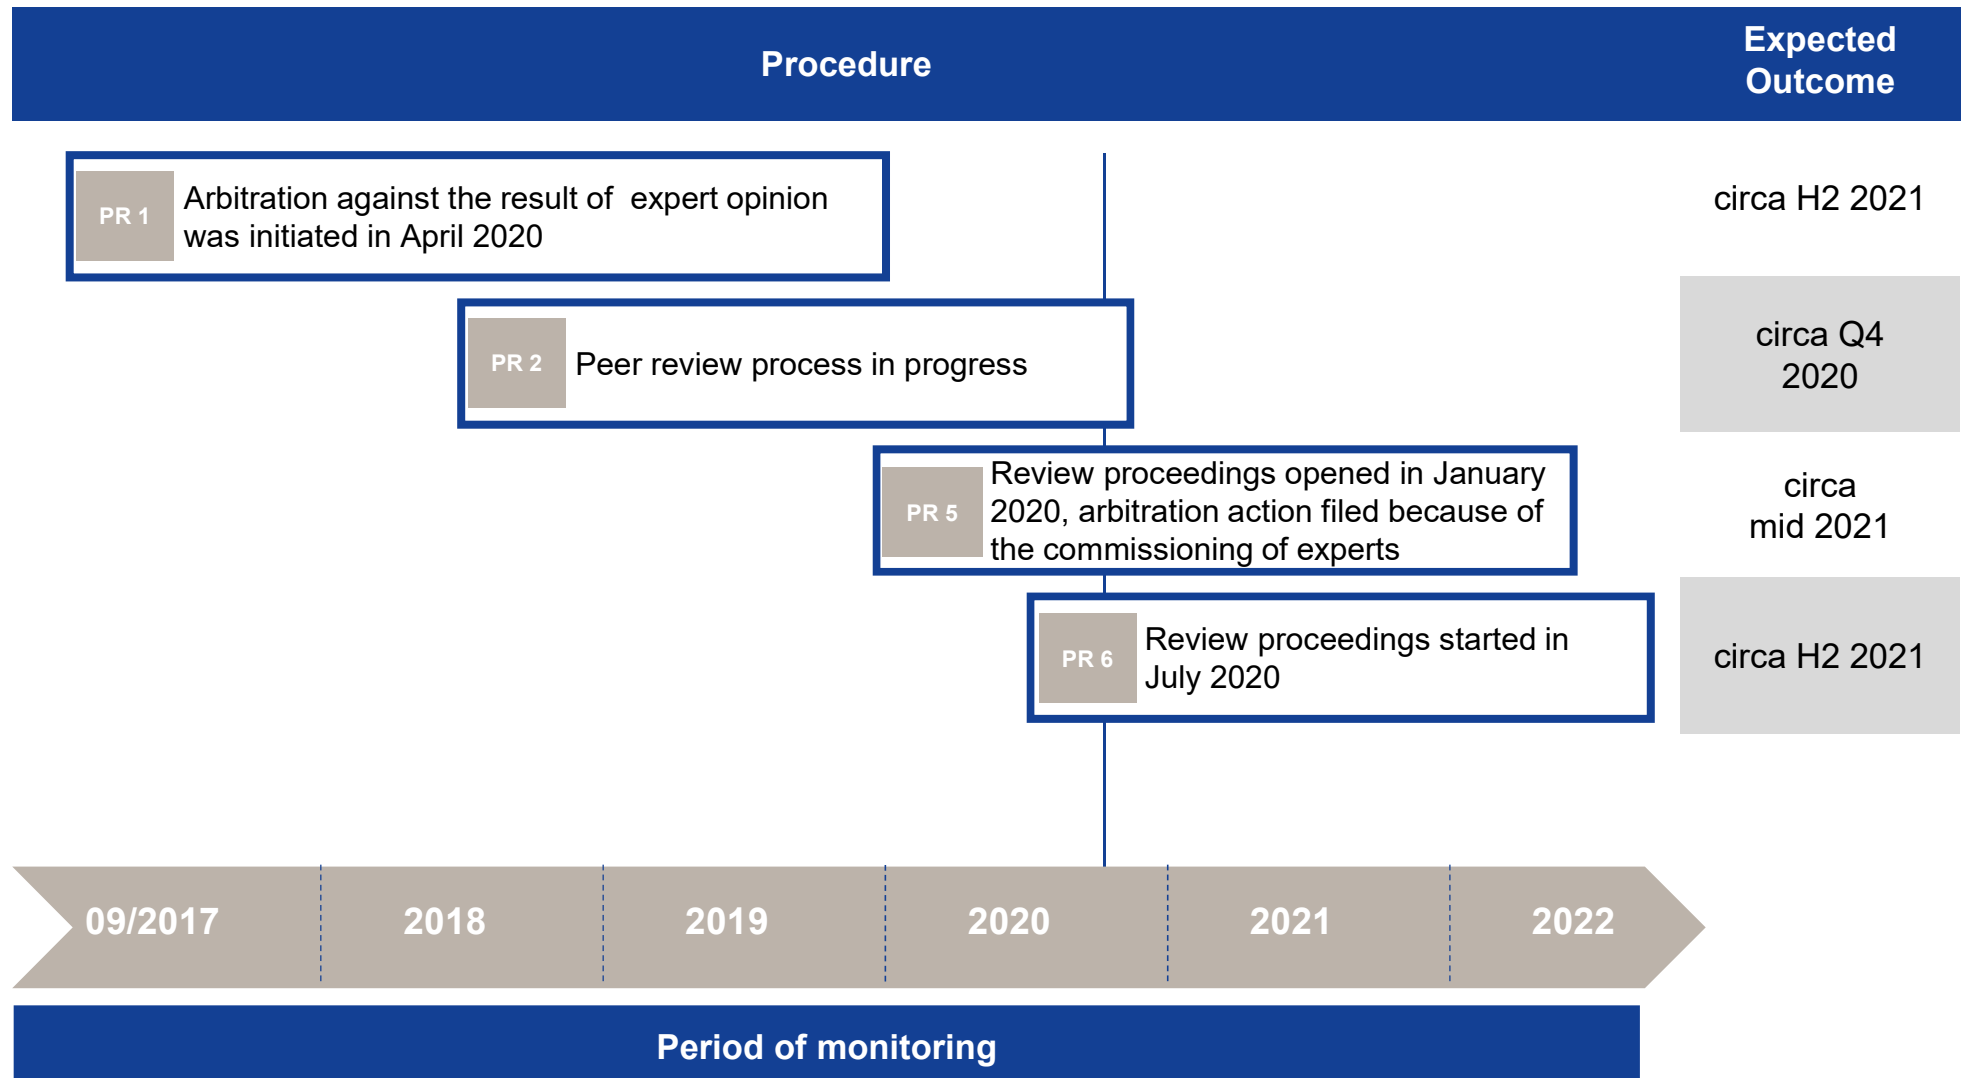 Procedure
Expected
Outcome
PR 1
Arbitration against the result of  expert opinion
was initiated in April 2020
circa H2 2021
PR 2
Peer review process in progress
circa Q4
2020
PR 5
Review proceedings opened in January
2020, arbitration action filed because of
the commissioning of experts
circa
mid 2021
PR 6
Review proceedings started in
July 2020
circa H2 2021
09/2017
2018
2019
2020
2021
2022
Period of monitoring